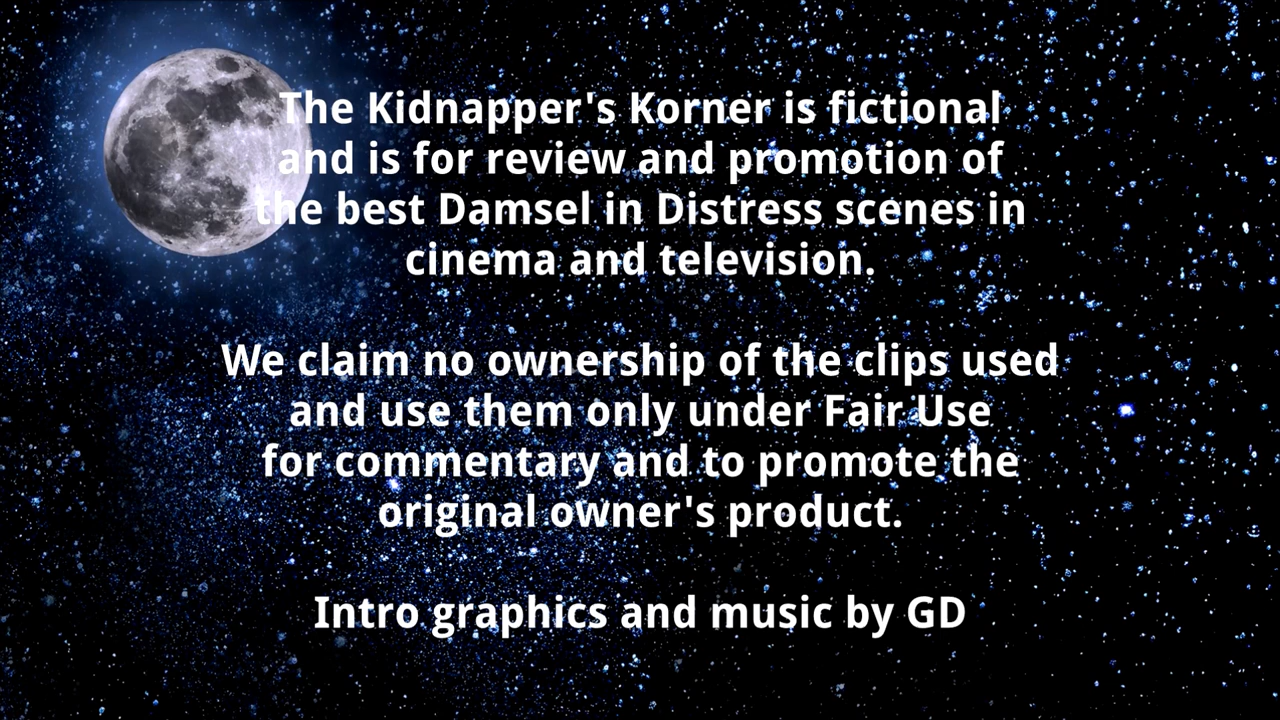 The Kidnapper's Korner is fictional
and is for review and promotion of
the best Damsel in Distress scenes in
cinema and television.
We claim no ownership of the clips used
and use them only under Fair Use
for commentary and to promote the
original owner's product.
Intro graphics and music by GD